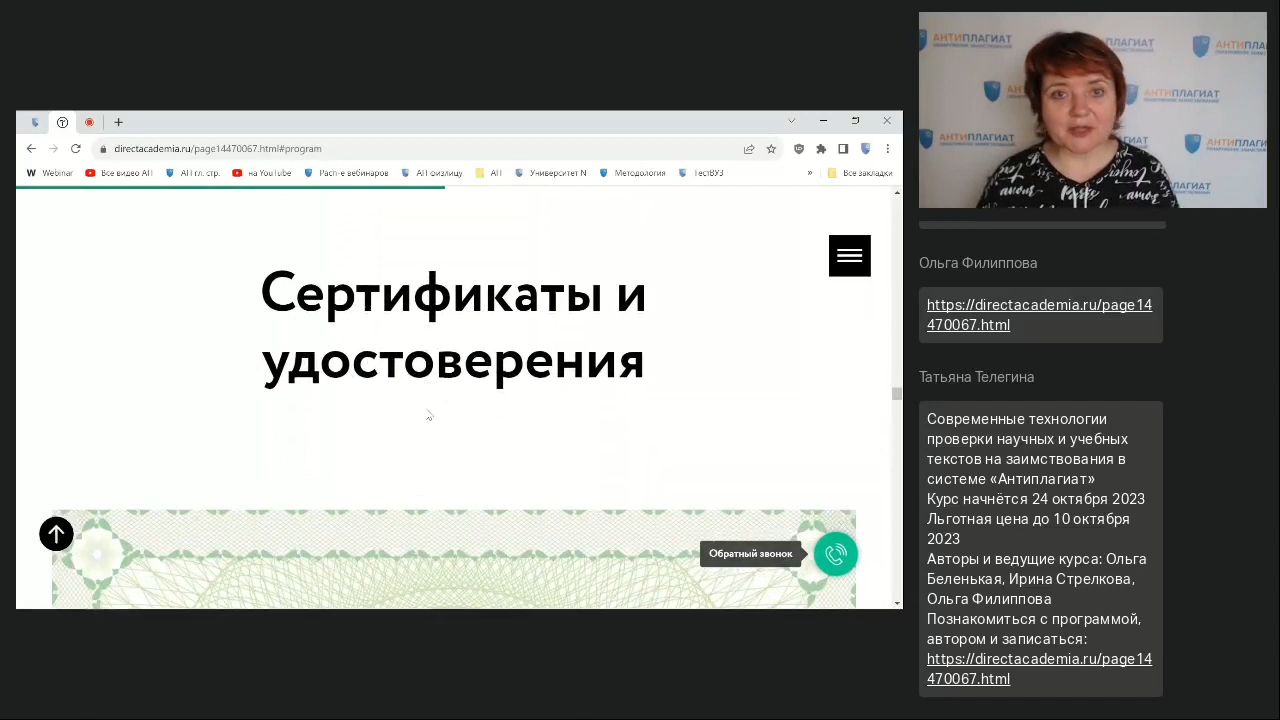 directacademia.ru/page14470067.html#program
Webinar
Все видео АП
АП гл. стр.
на YouTube
Расп-е вебинаров
АП физлицу
АП
Университет N
Методология
ТестВУЗ
»
Все закладки
Сертификаты и
удостоверения
Обратный звонок
АНТИПЛАГИАТ
Ольга Филиппова
https://directacademia.ru/page14
470067.html
Татьяна Телегина
Современные технологии
проверки научных и учебных
текстов на заимствования в
системе «Антиплагиат»
Курс начнётся 24 октября 2023
Льготная цена до 10 октября
2023
Авторы и ведущие курса: Ольга
Беленькая, Ирина Стрелкова,
Ольга Филиппова
Познакомиться с программой,
автором и записаться:
https://directacademia.ru/page14
470067.html